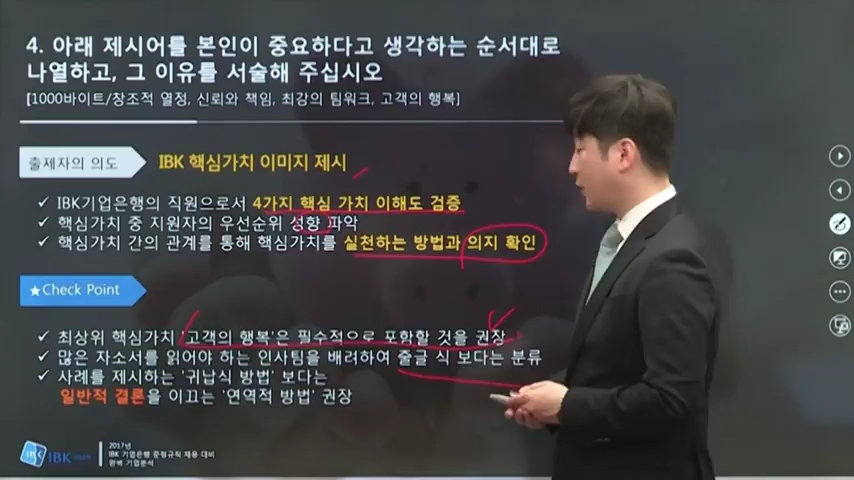 4. 아래 제시어를 본인이 중요하다고 생각하는 순서대로
나열하고, 그 이유를 서술해 주십시오
[1000바이트/창조적 열정, 신뢰와 책임, 최강의 팀워크, 고객의 행복]
출제자의 의도
IBK 핵심가치 이미지 제시
✓ IBK기업은행의 직원으로서 4가지 핵심 가치 이해도 검증
✓ 핵심가치 중 지원자의 우선순위 성향 파악
✓ 핵심가치 간의 관계를 통해 핵심가치를 실천하는 방법과 의지 확인
★Check Point
✓ 최상위 핵심가치 '고객의 행복'은 필수적으로 포함할 것을 권장
✓ 많은 자소서를 읽어야 하는 인사팀을 배려하여 줄글 식 보다는 분류
✓ 사례를 제시하는 '귀납식 방법' 보다는
일반적 결론을 이끄는 '연역적 방법' 권장
IBK
2017년
IBK 기업은행 준정규직 채용 대비
완벽 기업분석